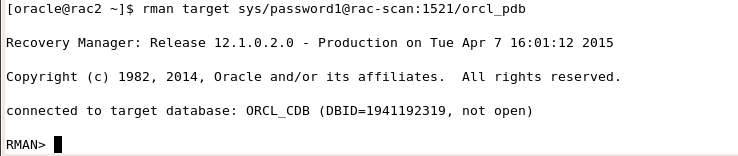 [oracle@rac2 ~]$ rman target sys/password1@rac-scan:1521/orcl_pdb
Recovery Manager: Release 12.1.0.2.0 - Production on Tue Apr 7 16:01:12 2015
Copyright (c) 1982, 2014, Oracle and/or its affiliates.  All rights reserved.
connected to target database: ORCL_CDB (DBID=1941192319, not open)
RMAN>